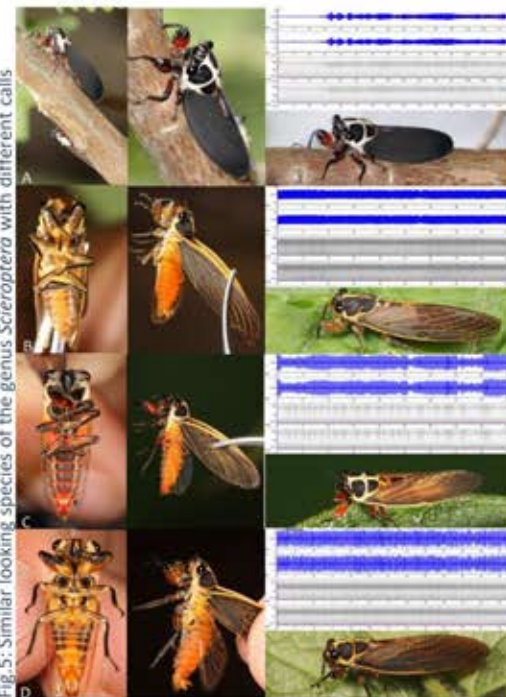 Fig.5: Similar looking species of the genus Scieroptera with different calls
A
B
C
D